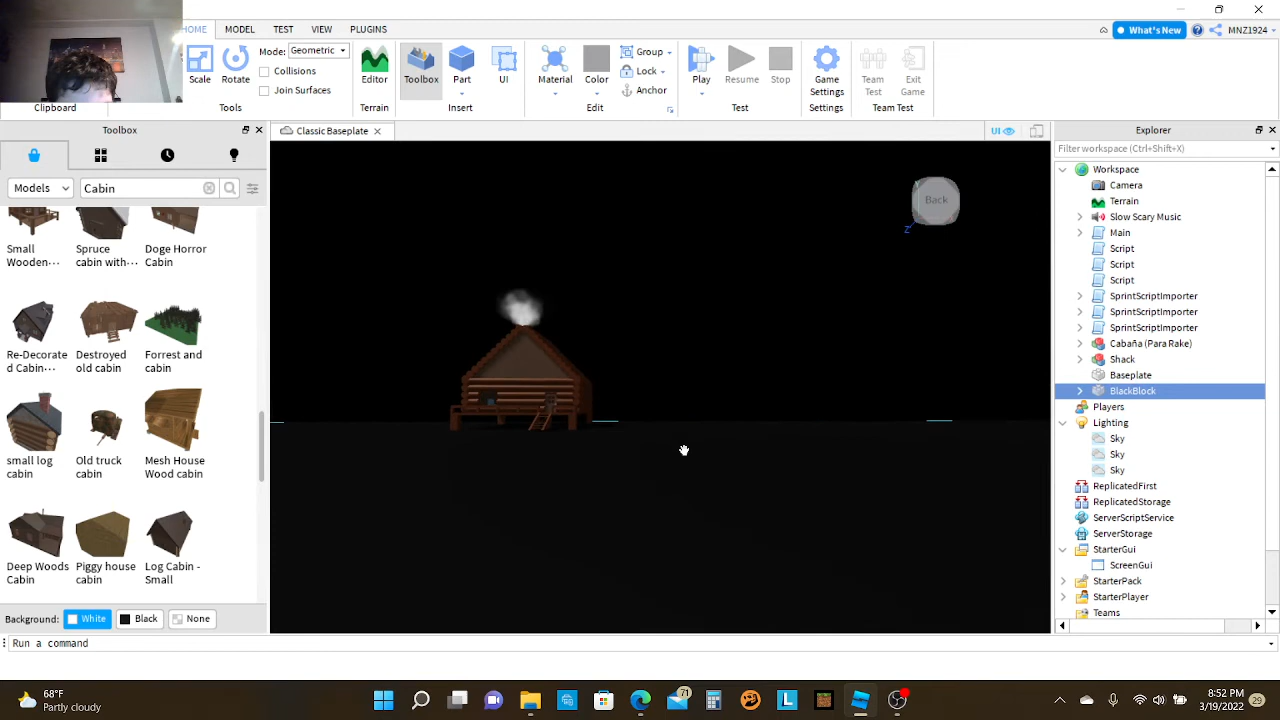 HOME MODEL TEST VIEW PLUGINS
What's New
MNZ1924
Scale
Rotate
Mode: Geometric
Collisions
Join Surfaces
Editor
Toolbox
Part
UI
Material
Color
Group
Lock
Anchor
Play
Resume
Stop
Game
Settings
Team
Test
Exit
Game
Clipboard
Tools
Terrain
Insert
Edit
Test
Settings
Team Test
Toolbox
Classic Baseplate
UI
Explorer
Filter workspace (Ctrl+Shift+X)
Models
Cabin
Small
Wooden…
Spruce
cabin with…
Doge Horror
Cabin
Re-Decorate
d Cabin…
Destroyed
old cabin
Forrest and
cabin
small log
cabin
Old truck
cabin
Mesh House
Wood cabin
Deep Woods
Cabin
Piggy house
cabin
Log Cabin -
Small
Background: White Black None
Run a command
Back
Z
Workspace
Camera
Terrain
Slow Scary Music
Main
Script
Script
Script
SprintScriptImporter
SprintScriptImporter
SprintScriptImporter
Cabaña (Para Rake)
Shack
Baseplate
BlackBlock
Players
Lighting
Sky
Sky
Sky
ReplicatedFirst
ReplicatedStorage
ServerScriptService
ServerStorage
StarterGui
ScreenGui
StarterPack
StarterPlayer
Teams
68°F
Partly cloudy
71
L
8:52 PM
3/19/2022
29